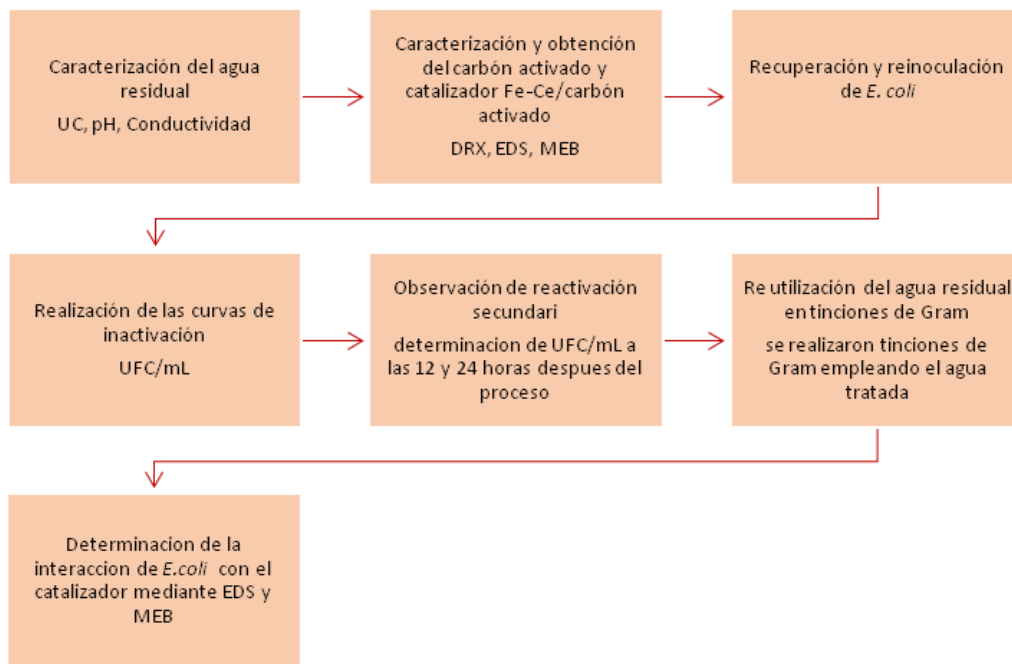 Caracterización del agua
residual
UC, pH, Conductividad
Caracterización y obtención
del carbón activado y
catalizador Fe-Ce/carbón
activado
DRX, EDS, MEB
Recuperación y reinoculación
de E. coli
Realización de las curvas de
inactivación
UFC/mL
Observación de reactivación
secundari
determinacion de UFC/mL a
las 12 y 24 horas despues del
proceso
Re utilización del agua residual
en tinciones de Gram
se realizaron tinciones de
Gram empleando el agua
tratada
Determinacion de la
interaccion de E.coli con el
catalizador mediante EDS y
MEB